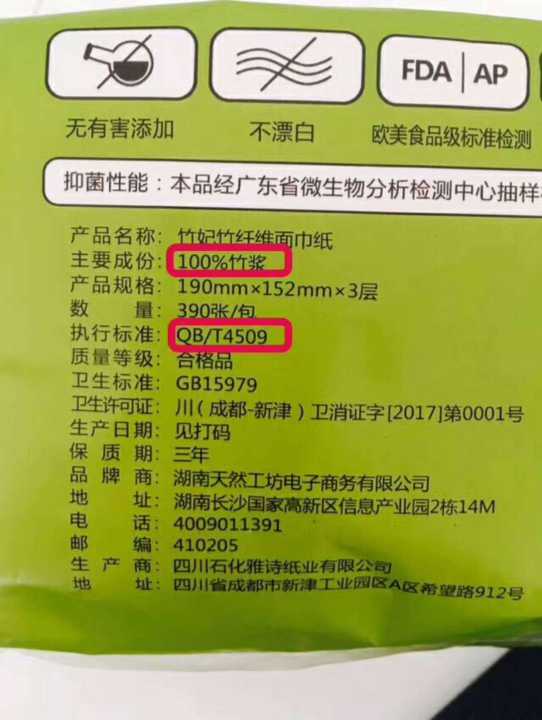 FDA | AP
无有害添加
不漂白
欧美食品级标准检测
抑菌性能：本品经广东省微生物分析检测中心抽样
产品名称：竹妃竹纤维面巾纸
主要成份：100%竹浆
产品规格：190mm×152mm×3层
数 量：390张/包
执行标准：QB/T4509
质量等级：合格品
卫生标准：GB15979
卫生许可证：川（成都-新津）卫消证字[2017]第0001号
生产日期：见打码
保 质 期：三年
品 牌 商：湖南天然工坊电子商务有限公司
地 址：湖南长沙国家高新区信息产业园2栋14M
电 话：4009011391
邮 编：410205
生 产 商：四川石化雅诗纸业有限公司
地 址：四川省成都市新津工业园区A区希望路912号